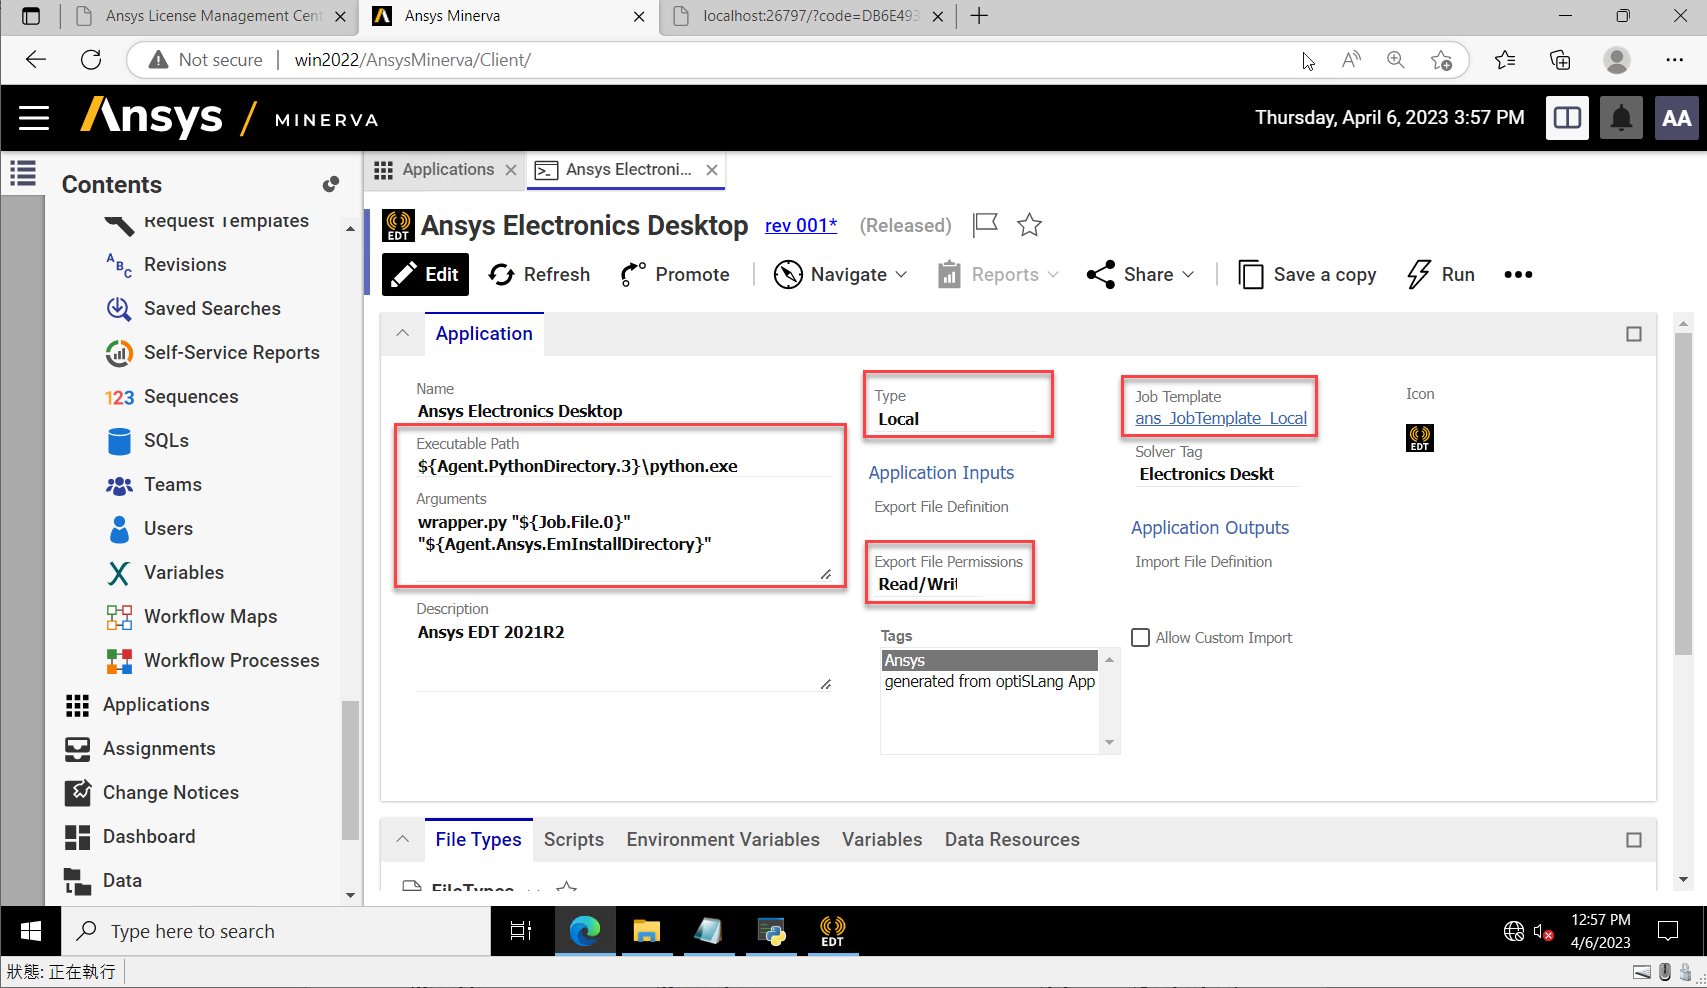 Ansys License Management Cent
Ansys Minerva
localhost:26797/?code=DB6E493
Not secure
win2022/AnsysMinerva/Client/
Ansys / MINERVA
Thursday, April 6, 2023 3:57 PM
AA
Contents
Request Templates
Revisions
Saved Searches
Self-Service Reports
Sequences
SQLs
Teams
Users
Variables
Workflow Maps
Workflow Processes
Applications
Assignments
Change Notices
Dashboard
Data
Applications
Ansys Electroni...
EDT
Ansys Electronics Desktop
rev 001*
(Released)
Edit
Refresh
Promote
Navigate
Reports
Share
Save a copy
Run
Application
Name
Ansys Electronics Desktop
Executable Path
${Agent.PythonDirectory.3}\python.exe
Arguments
wrapper.py "${Job.File.0}"
"${Agent.Ansys.EmInstallDirectory}"
Description
Ansys EDT 2021R2
Type
Local
Application Inputs
Export File Definition
Export File Permissions
Read/Writ
Tags
Ansys
generated from optiSLang App
Job Template
ans_JobTemplate_Local
Solver Tag
Electronics Deskt
Application Outputs
Import File Definition
Allow Custom Import
Icon
EDT
File Types
Scripts
Environment Variables
Variables
Data Resources
FileTypes
Type here to search
EDT
12:57 PM
4/6/2023
狀態: 正在執行